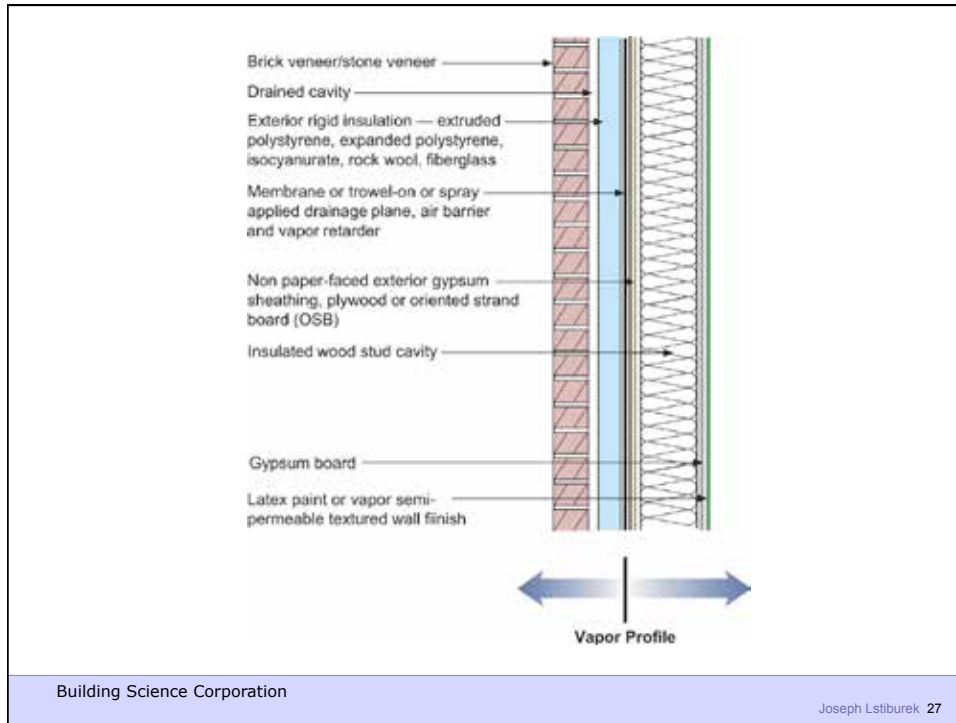 Brick veneer/stone veneer
Drained cavity
Exterior rigid insulation — extruded
polystyrene, expanded polystyrene,
isocyanurate, rock wool, fiberglass
Membrane or trowel-on or spray
applied drainage plane, air barrier
and vapor retarder
Non paper-faced exterior gypsum
sheathing, plywood or oriented strand
board (OSB)
Insulated wood stud cavity
Gypsum board
Latex paint or vapor semi-
permeable textured wall fiinish
Vapor Profile
Building Science Corporation
Joseph Lstiburek 27